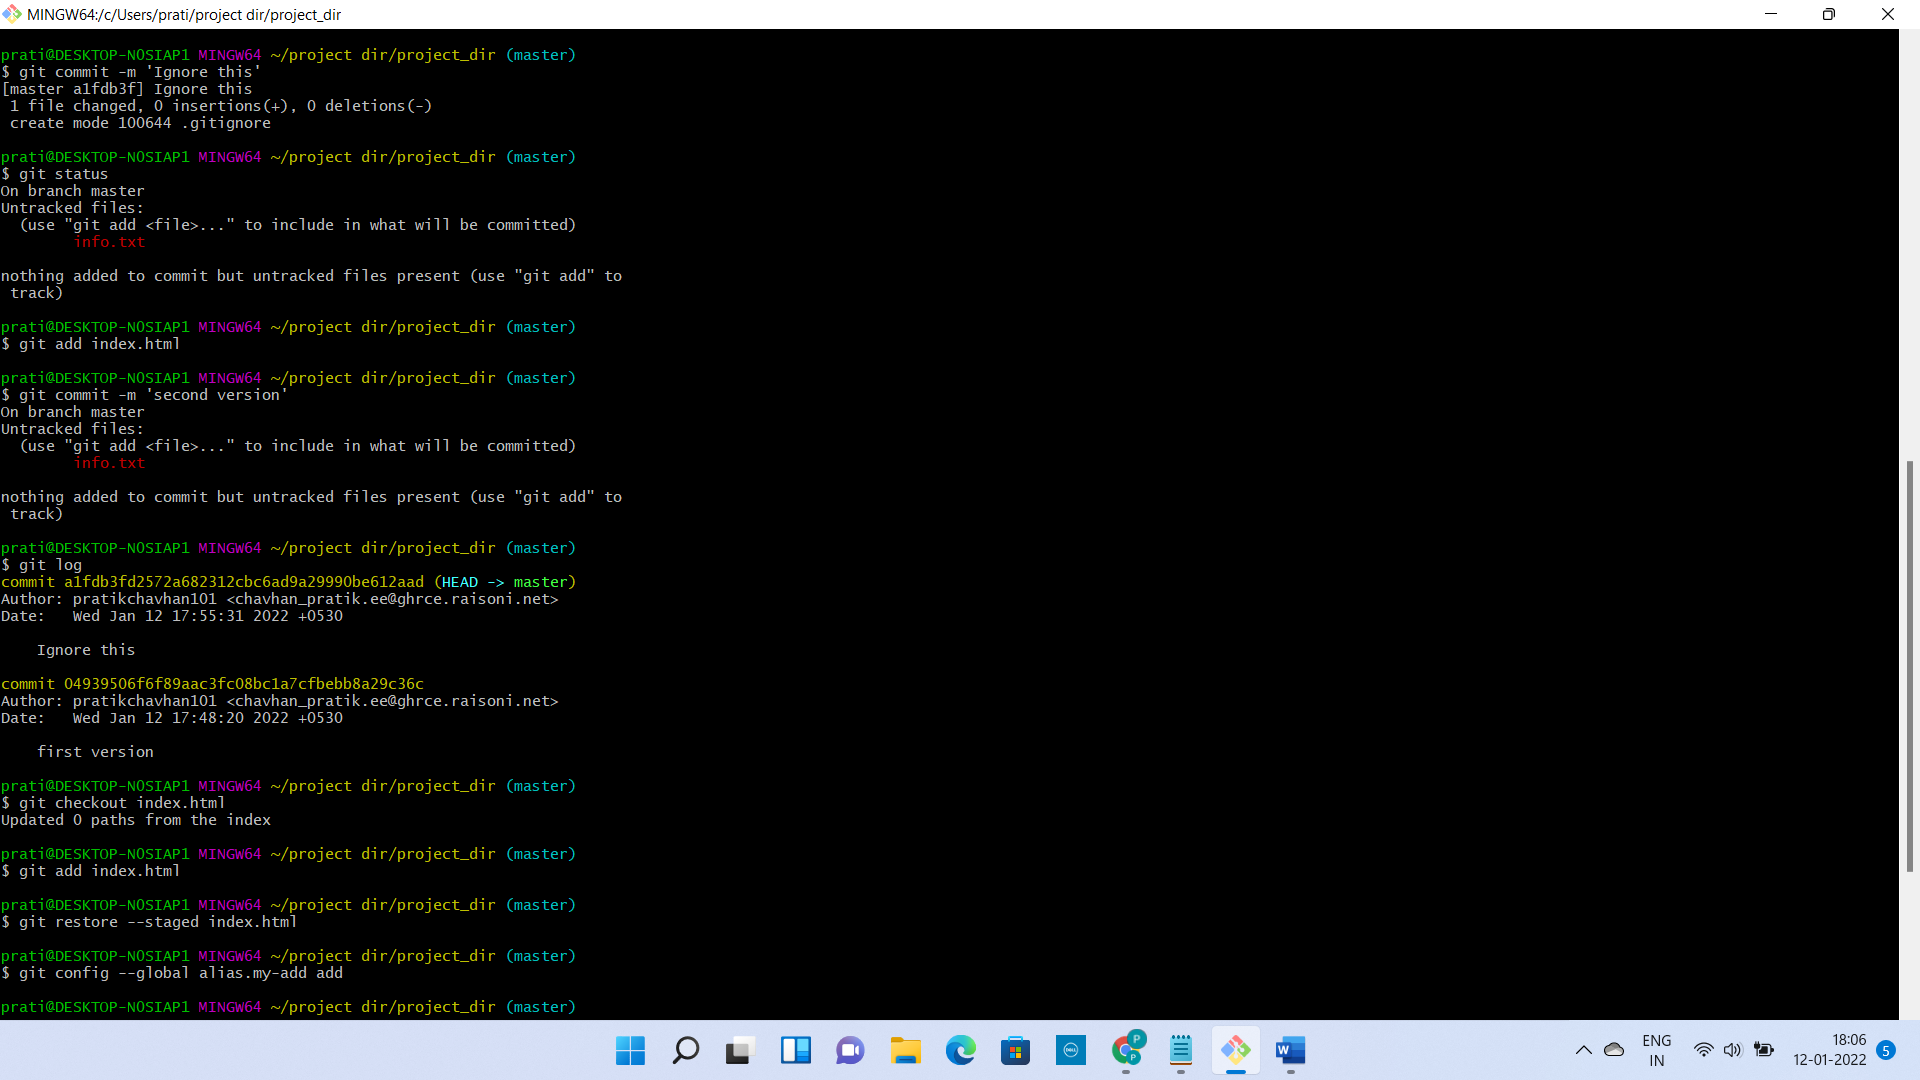 MINGW64:/c/Users/prati/project dir/project_dir
prati@DESKTOP-N0SIAP1 MINGW64 ~/project dir/project_dir (master)
$ git commit -m 'Ignore this'
[master a1fdb3f] Ignore this
 1 file changed, 0 insertions(+), 0 deletions(-)
 create mode 100644 .gitignore
prati@DESKTOP-N0SIAP1 MINGW64 ~/project dir/project_dir (master)
$ git status
On branch master
Untracked files:
  (use "git add <file>..." to include in what will be committed)
        info.txt
nothing added to commit but untracked files present (use "git add" to
 track)
prati@DESKTOP-N0SIAP1 MINGW64 ~/project dir/project_dir (master)
$ git add index.html
prati@DESKTOP-N0SIAP1 MINGW64 ~/project dir/project_dir (master)
$ git commit -m 'second version'
On branch master
Untracked files:
  (use "git add <file>..." to include in what will be committed)
        info.txt
nothing added to commit but untracked files present (use "git add" to
 track)
prati@DESKTOP-N0SIAP1 MINGW64 ~/project dir/project_dir (master)
$ git log
commit a1fdb3fd2572a682312cbc6ad9a29990be612aad (HEAD -> master)
Author: pratikchavhan101 <chavhan_pratik.ee@ghrce.raisoni.net>
Date:   Wed Jan 12 17:55:31 2022 +0530
    Ignore this
commit 04939506f6f89aac3fc08bc1a7cfbebb8a29c36c
Author: pratikchavhan101 <chavhan_pratik.ee@ghrce.raisoni.net>
Date:   Wed Jan 12 17:48:20 2022 +0530
    first version
prati@DESKTOP-N0SIAP1 MINGW64 ~/project dir/project_dir (master)
$ git checkout index.html
Updated 0 paths from the index
prati@DESKTOP-N0SIAP1 MINGW64 ~/project dir/project_dir (master)
$ git add index.html
prati@DESKTOP-N0SIAP1 MINGW64 ~/project dir/project_dir (master)
$ git restore --staged index.html
prati@DESKTOP-N0SIAP1 MINGW64 ~/project dir/project_dir (master)
$ git config --global alias.my-add add
prati@DESKTOP-N0SIAP1 MINGW64 ~/project dir/project_dir (master)
DELL
P
P
W
ENG
IN
18:06
12-01-2022
5